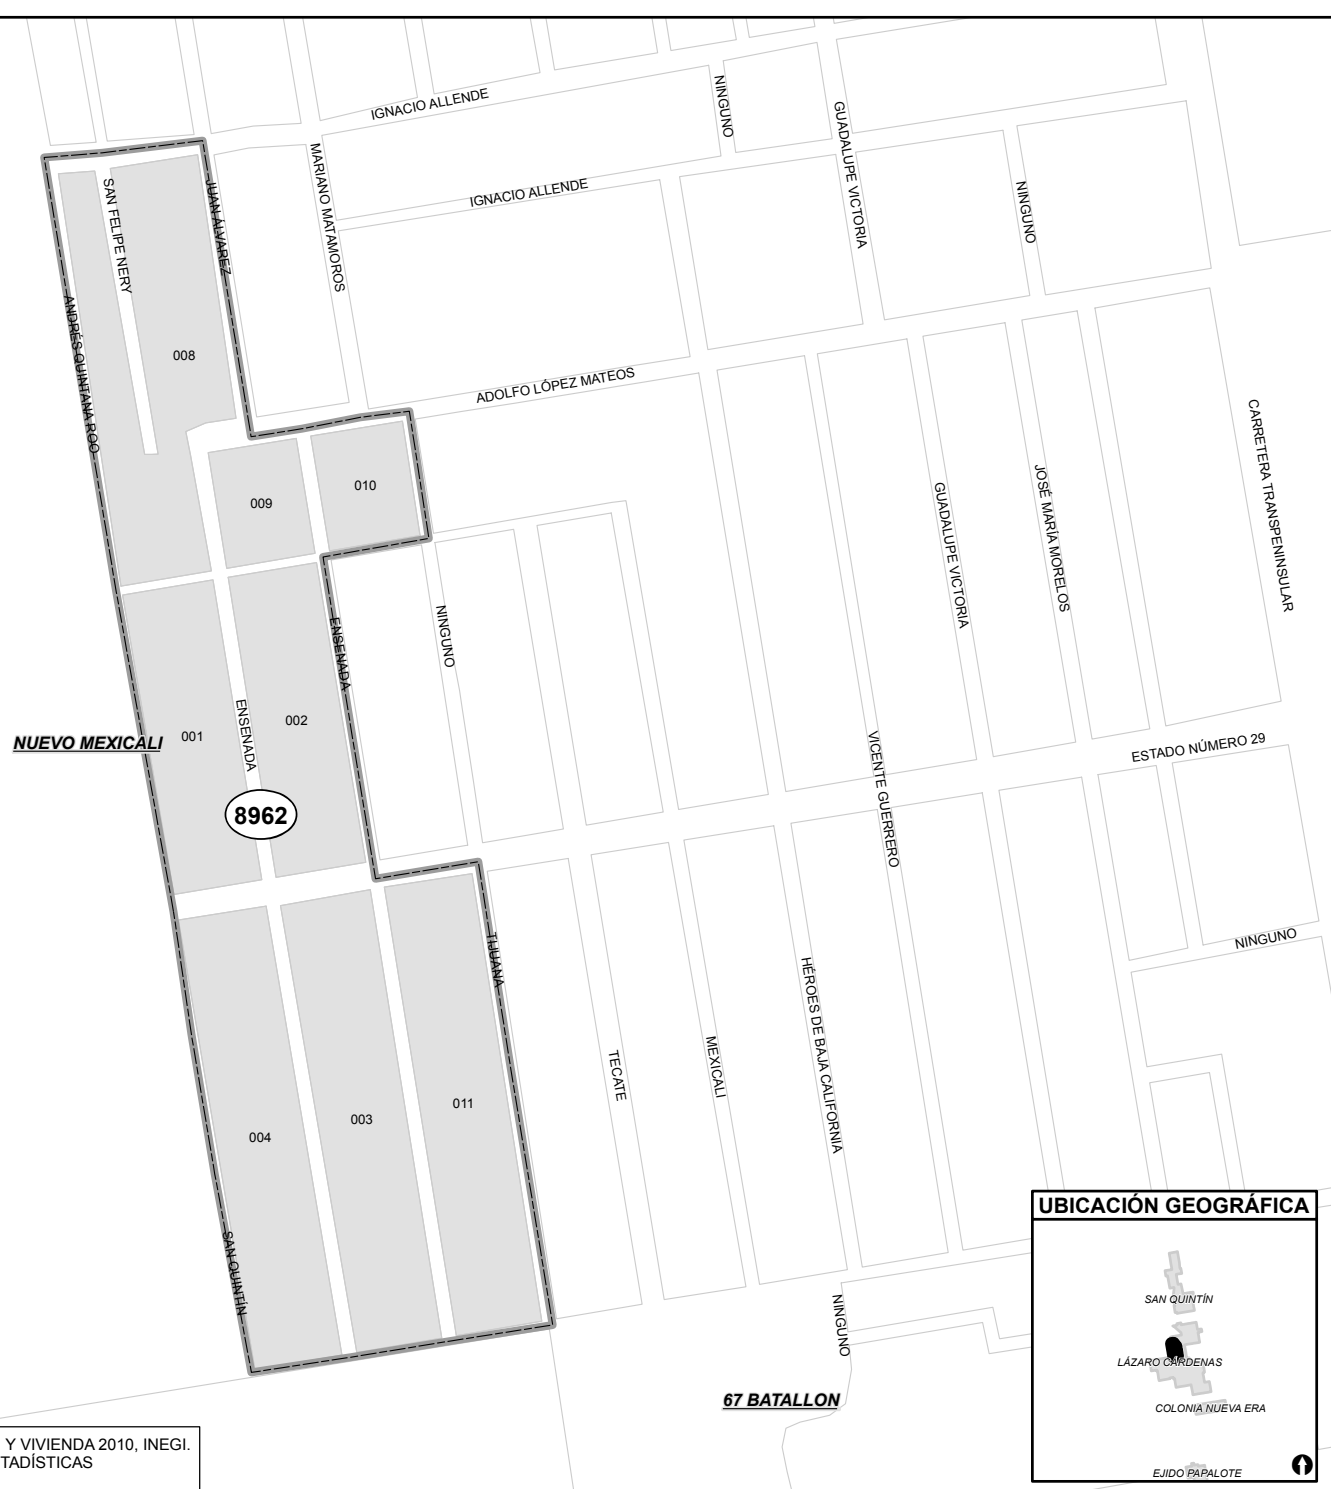 IGNACIO ALLENDE
NINGUNO
GUADALUPE VICTORIA
MARIANO MATAMOROS
IGNACIO ALLENDE
SAN FELIPE NERY
JUAN ÁLVAREZ
NINGUNO
ANDRÉS QUINTANA ROO
008
ADOLFO LÓPEZ MATEOS
CARRETERA TRANSPENINSULAR
009
010
JOSÉ MARÍA MORELOS
GUADALUPE VICTORIA
NINGUNO
ENSENADA
NUEVO MEXICALI
001
ENSENADA
002
VICENTE GUERRERO
ESTADO NÚMERO 29
8962
TIJUANA
NINGUNO
HÉROES DE BAJA CALIFORNIA
TECATE
MEXICALI
004
003
011
SAN QUINTÍN
NINGUNO
67 BATALLON
UBICACIÓN GEOGRÁFICA
SAN QUINTÍN
LÁZARO CÁRDENAS
COLONIA NUEVA ERA
EJIDO PAPALOTE
Y VIVIENDA 2010, INEGI.
TADÍSTICAS